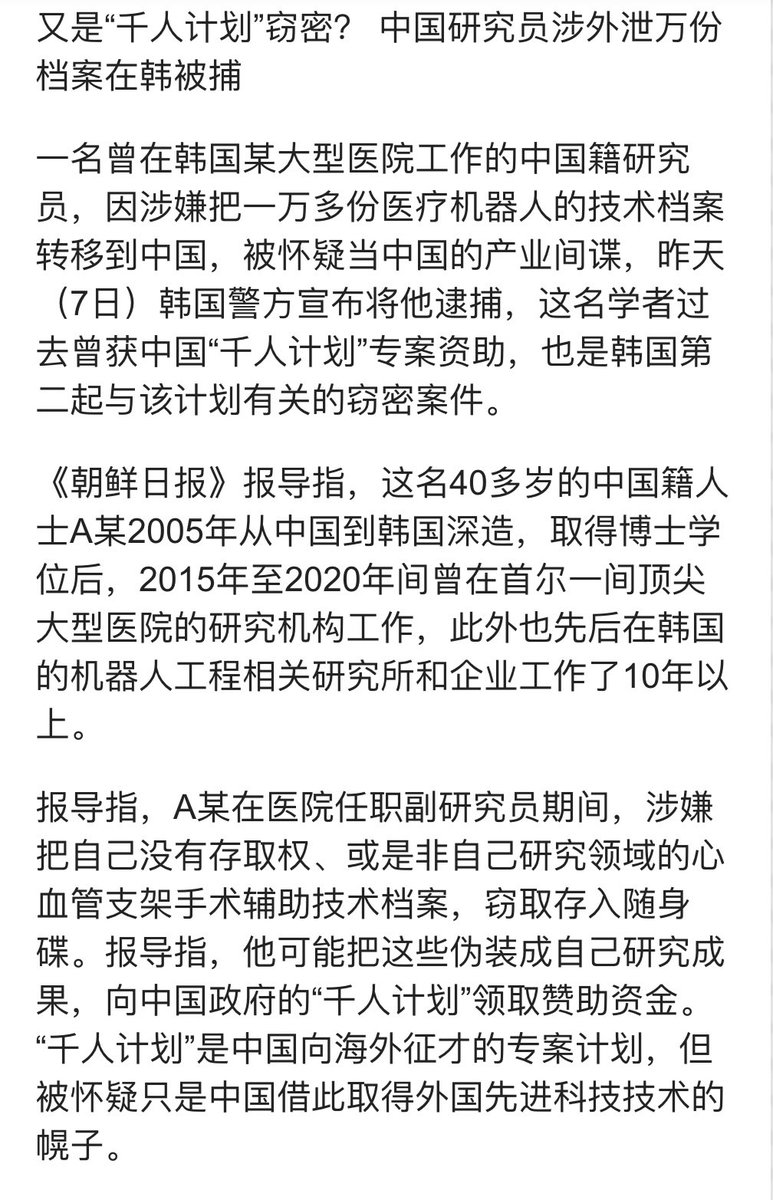 又是“千人计划”窃密？ 中国研究员涉外泄万份
档案在韩被捕
一名曾在韩国某大型医院工作的中国籍研究
员，因涉嫌把一万多份医疗机器人的技术档案
转移到中国，被怀疑当中国的产业间谍，昨天
（7日）韩国警方宣布将他逮捕，这名学者过
去曾获中国“千人计划”专案资助，也是韩国第
二起与该计划有关的窃密案件。
《朝鲜日报》报导指，这名40多岁的中国籍人
士A某2005年从中国到韩国深造，取得博士学
位后，2015年至2020年间曾在首尔一间顶尖
大型医院的研究机构工作，此外也先后在韩国
的机器人工程相关研究所和企业工作了10年以
上。
报导指，A某在医院任职副研究员期间，涉嫌
把自己没有存取权、或是非自己研究领域的心
血管支架手术辅助技术档案，窃取存入随身
碟。报导指，他可能把这些伪装成自己研究成
果，向中国政府的“千人计划”领取赞助资金。
“千人计划”是中国向海外征才的专案计划，但
被怀疑只是中国借此取得外国先进科技技术的
幌子。